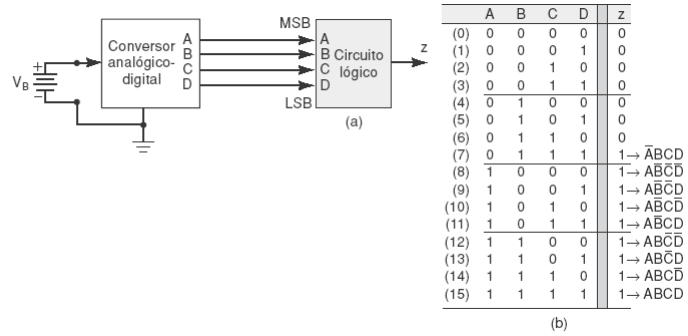 MSB
Conversor
analógico-
digital
A
B
C
D
A
B
C
D
Circuito
lógico
z
V_B
+
−
LSB
(a)
A B C D z
(0) 0 0 0 0 0
(1) 0 0 0 1 0
(2) 0 0 1 0 0
(3) 0 0 1 1 0
(4) 0 1 0 0 0
(5) 0 1 0 1 0
(6) 0 1 1 0 0
(7) 0 1 1 1 1→ A̅BCD
(8) 1 0 0 0 1→ AB̅C̅D̅
(9) 1 0 0 1 1→ AB̅C̅D
(10) 1 0 1 0 1→ AB̅CD̅
(11) 1 0 1 1 1→ AB̅CD
(12) 1 1 0 0 1→ ABC̅D̅
(13) 1 1 0 1 1→ ABC̅D
(14) 1 1 1 0 1→ ABCD̅
(15) 1 1 1 1 1→ ABCD
(b)